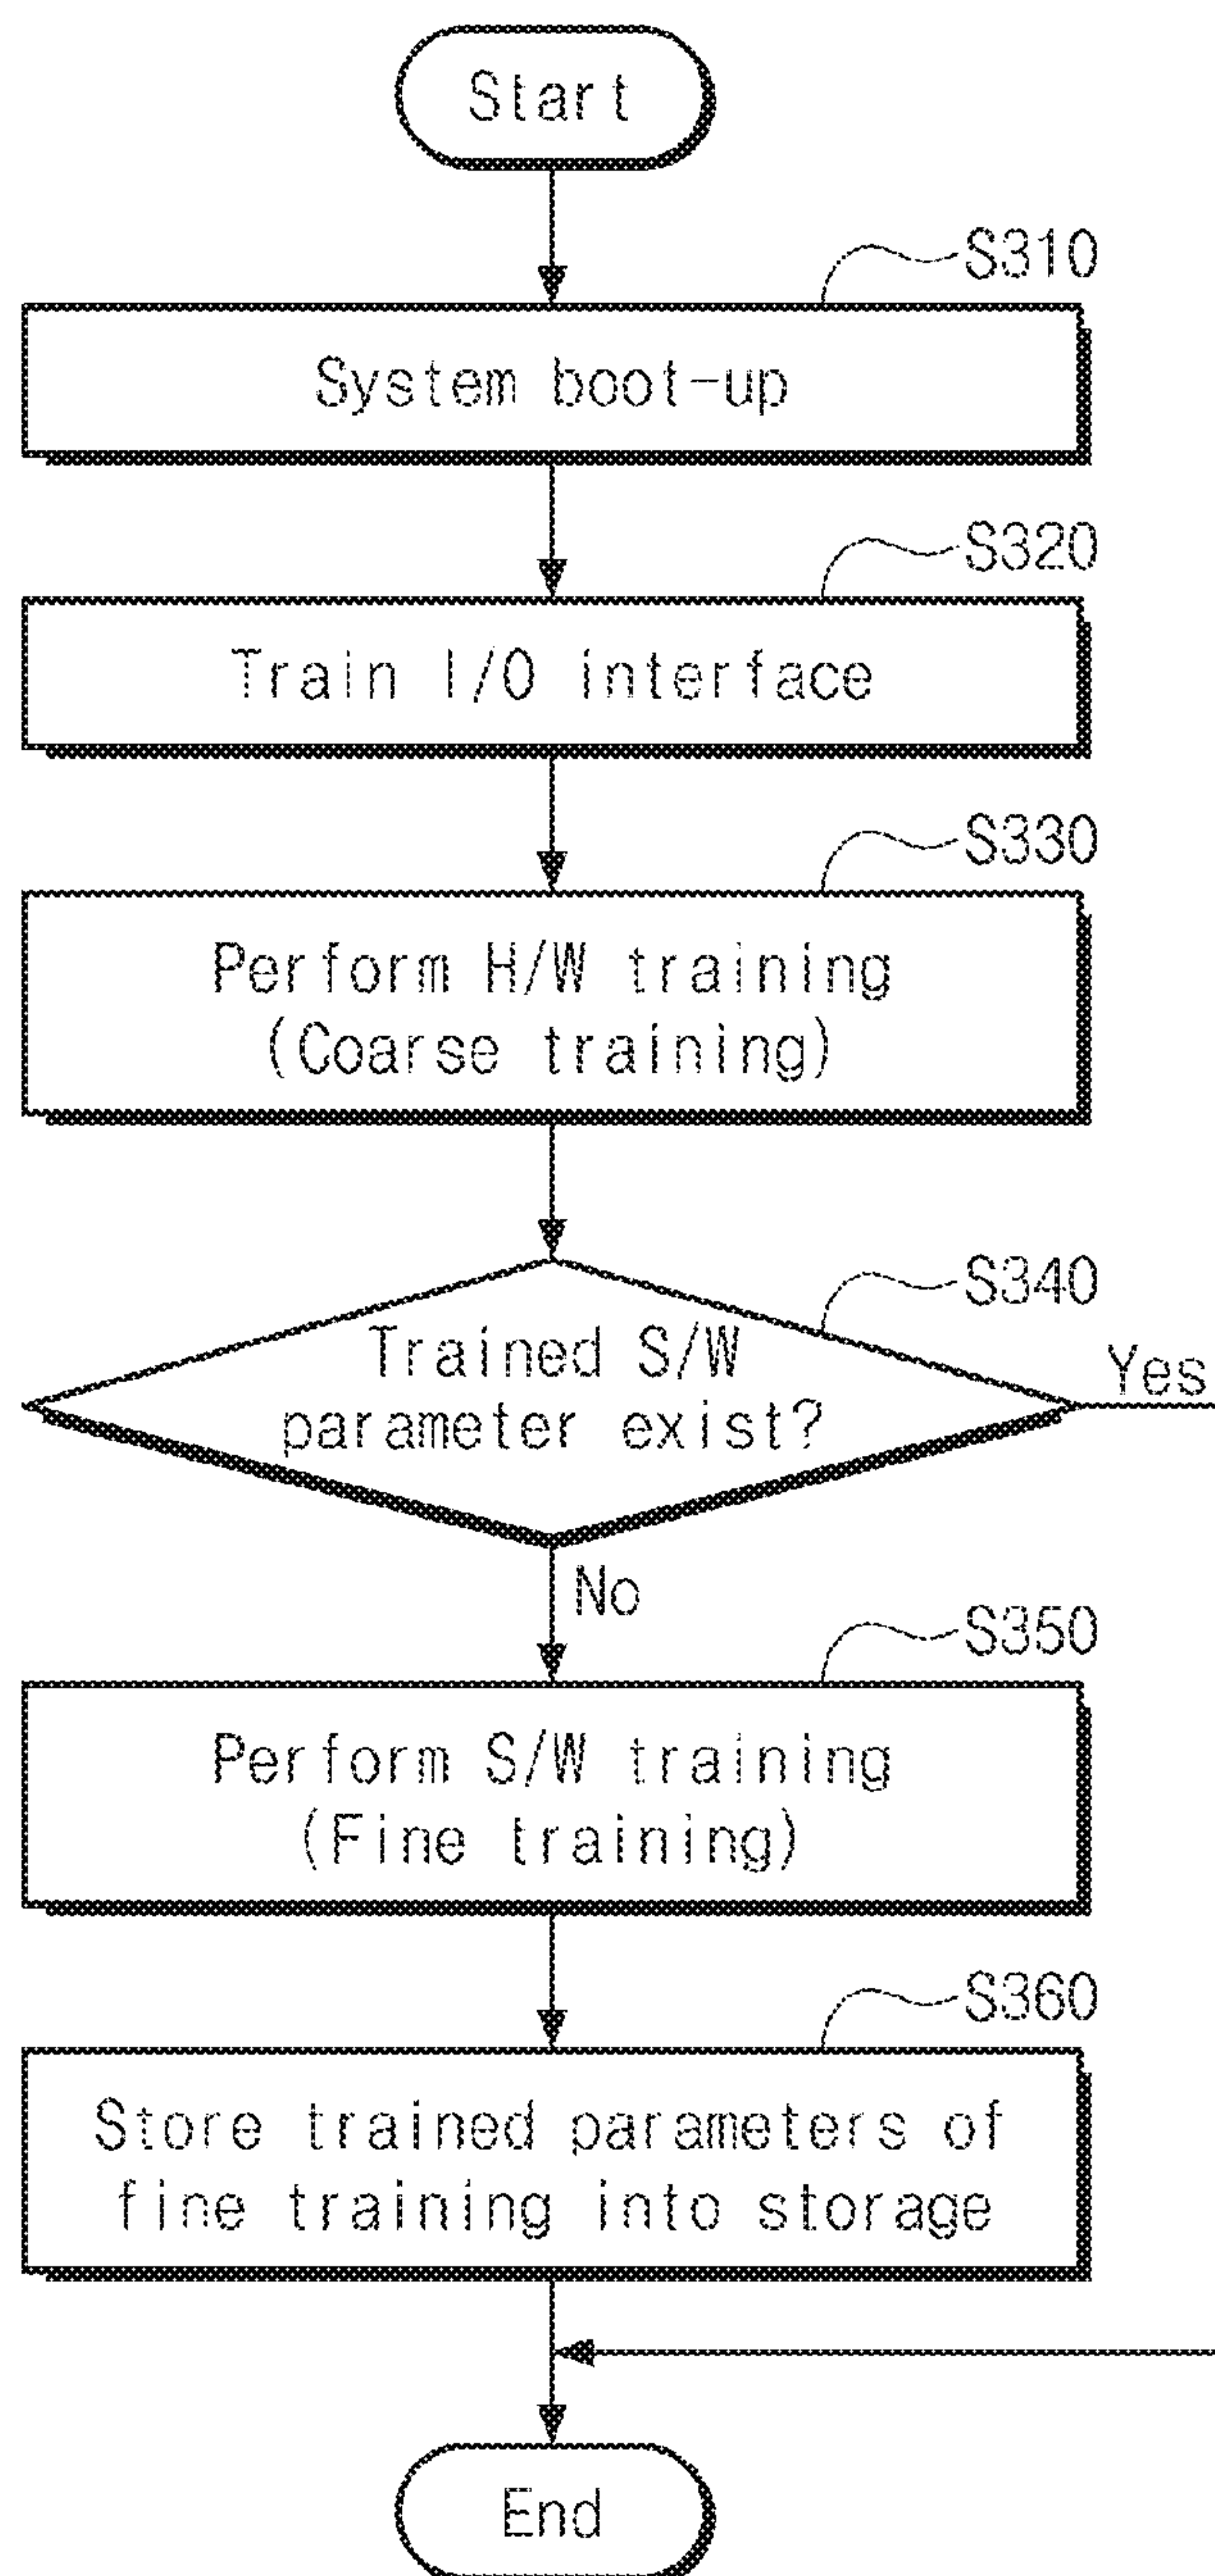 Start
S310
System boot-up
S320
Train I/O interface
S330
Perform H/W training
(Coarse training)
S340
Trained S/W
parameter exist?
Yes
No
S350
Perform S/W training
(Fine training)
S360
Store trained parameters of
fine training into storage
End